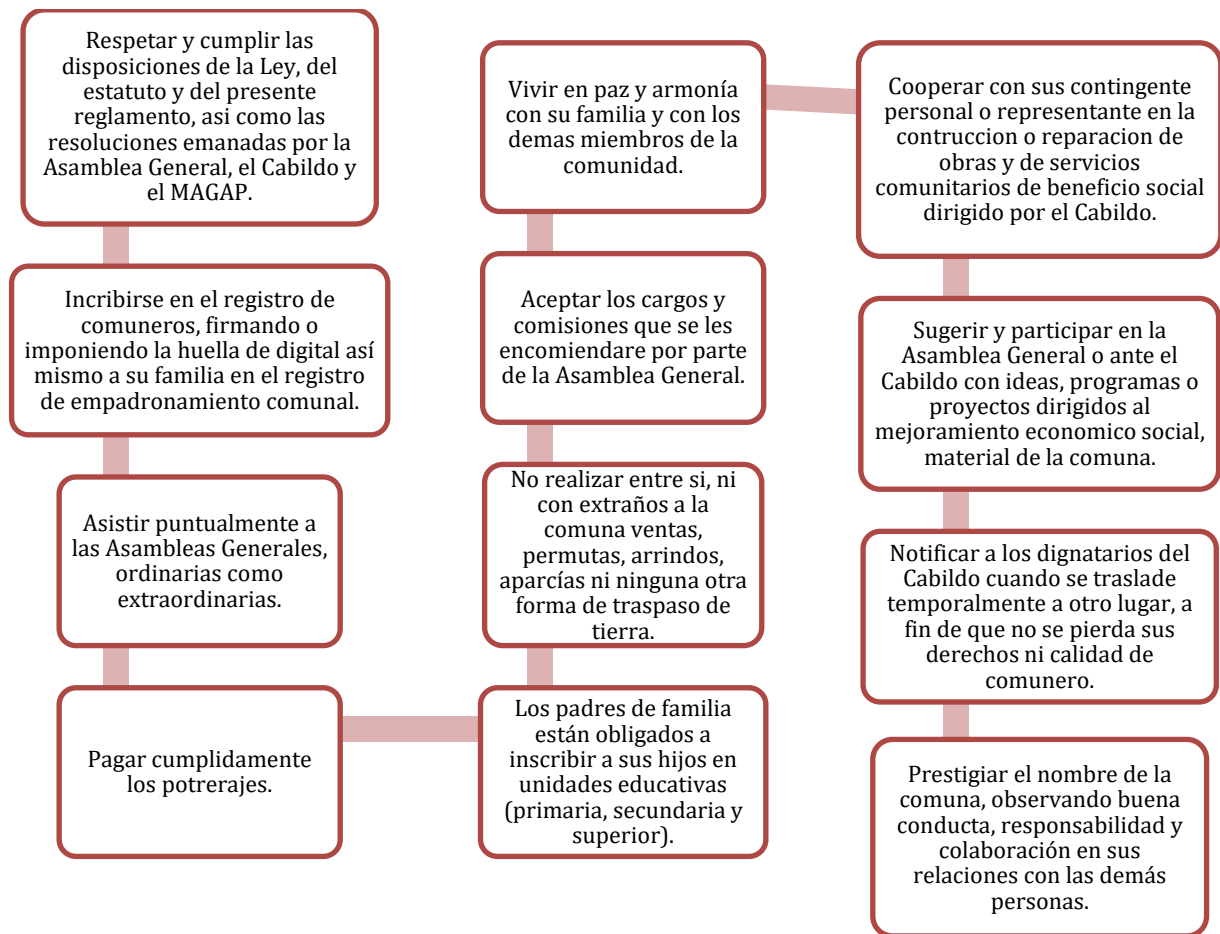 Respetar y cumplir las
disposiciones de la Ley, del
estatuto y del presente
reglamento, asi como las
resoluciones emanadas por la
Asamblea General, el Cabildo y
el MAGAP.
Incribirse en el registro de
comuneros, firmando o
imponiendo la huella de digital así
mismo a su familia en el registro
de empadronamiento comunal.
Asistir puntualmente a
las Asambleas Generales,
ordinarias como
extraordinarias.
Pagar cumplidamente
los potrerajes.
Los padres de familia
están obligados a
inscribir a sus hijos en
unidades educativas
(primaria, secundaria y
superior).
No realizar entre si, ni
con extraños a la
comuna ventas,
permutas, arrindos,
aparcías ni ninguna otra
forma de traspaso de
tierra.
Aceptar los cargos y
comisiones que se les
encomiendare por parte
de la Asamblea General.
Vivir en paz y armonía
con su familia y con los
demas miembros de la
comunidad.
Cooperar con sus contingente
personal o representante en la
contruccion o reparacion de
obras y de servicios
comunitarios de beneficio social
dirigido por el Cabildo.
Sugerir y participar en la
Asamblea General o ante el
Cabildo con ideas, programas o
proyectos dirigidos al
mejoramiento economico social,
material de la comuna.
Notificar a los dignatarios del
Cabildo cuando se traslade
temporalmente a otro lugar, a
fin de que no se pierda sus
derechos ni calidad de
comunero.
Prestigiar el nombre de la
comuna, observando buena
conducta, responsabilidad y
colaboración en sus
relaciones con las demás
personas.